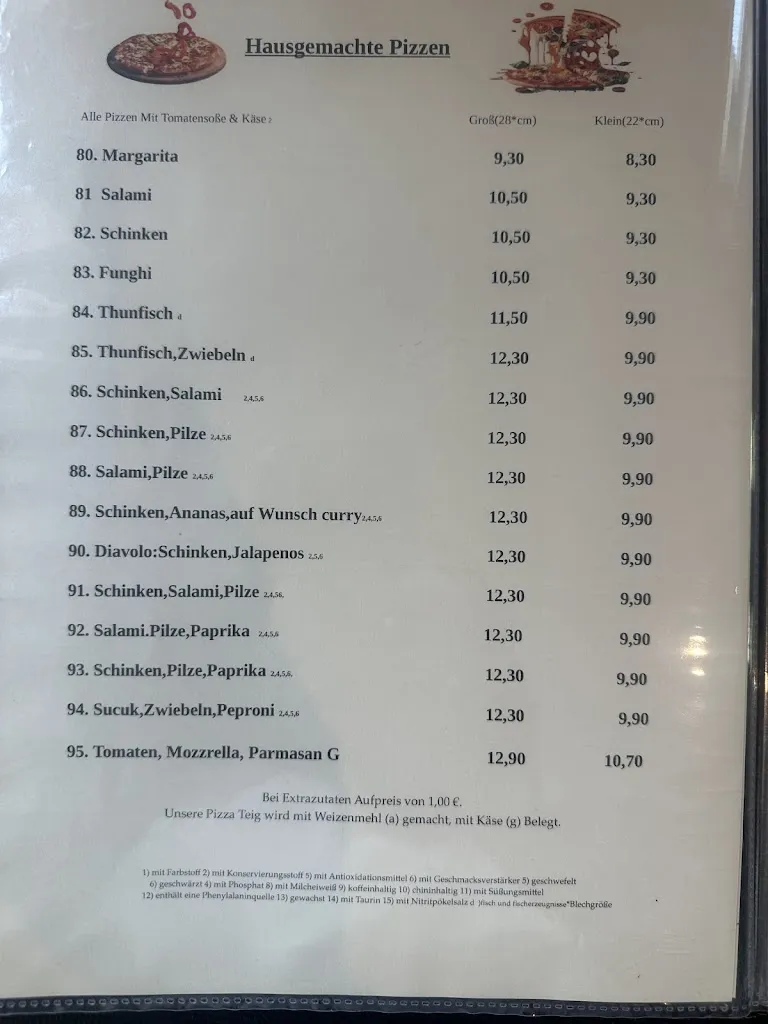 Hausgemachte Pizzen
Alle Pizzen Mit Tomatensoße & Käse 2 Groß(28*cm) Klein(22*cm)
80. Margarita 9,30 8,30
81 Salami 10,50 9,30
82. Schinken 10,50 9,30
83. Funghi 10,50 9,30
84. Thunfisch d 11,50 9,90
85. Thunfisch,Zwiebeln d 12,30 9,90
86. Schinken,Salami 2,4,5,6 12,30 9,90
87. Schinken,Pilze 2,4,5,6 12,30 9,90
88. Salami,Pilze 2,4,5,6 12,30 9,90
89. Schinken,Ananas,auf Wunsch curry2,4,5,6 12,30 9,90
90. Diavolo:Schinken,Jalapenos 2,5,6 12,30 9,90
91. Schinken,Salami,Pilze 2,4,56. 12,30 9,90
92. Salami.Pilze,Paprika 2,4,5,6 12,30 9,90
93. Schinken,Pilze,Paprika 2,4,5,6. 12,30 9,90
94. Sucuk,Zwiebeln,Peproni 2,4,5,6 12,30 9,90
95. Tomaten, Mozzrella, Parmasan G 12,90 10,70
Bei Extrazutaten Aufpreis von 1,00 €.
Unsere Pizza Teig wird mit Weizenmehl (a) gemacht, mit Käse (g) Belegt.
1) mit Farbstoff 2) mit Konservierungsstoff 5) mit Antioxidationsmittel 6) mit Geschmacksverstärker 5) geschwefelt
6) geschwärzt 4) mit Phosphat 8) mit Milcheiweiß 9) koffeinhaltig 10) chininhaltig 11) mit Süßungsmittel
12) enthält eine Phenylalaninquelle 13) gewachst 14) mit Taurin 15) mit Nitritpökelsalz d )fisch und fischerzeugnisse*Blechgröße